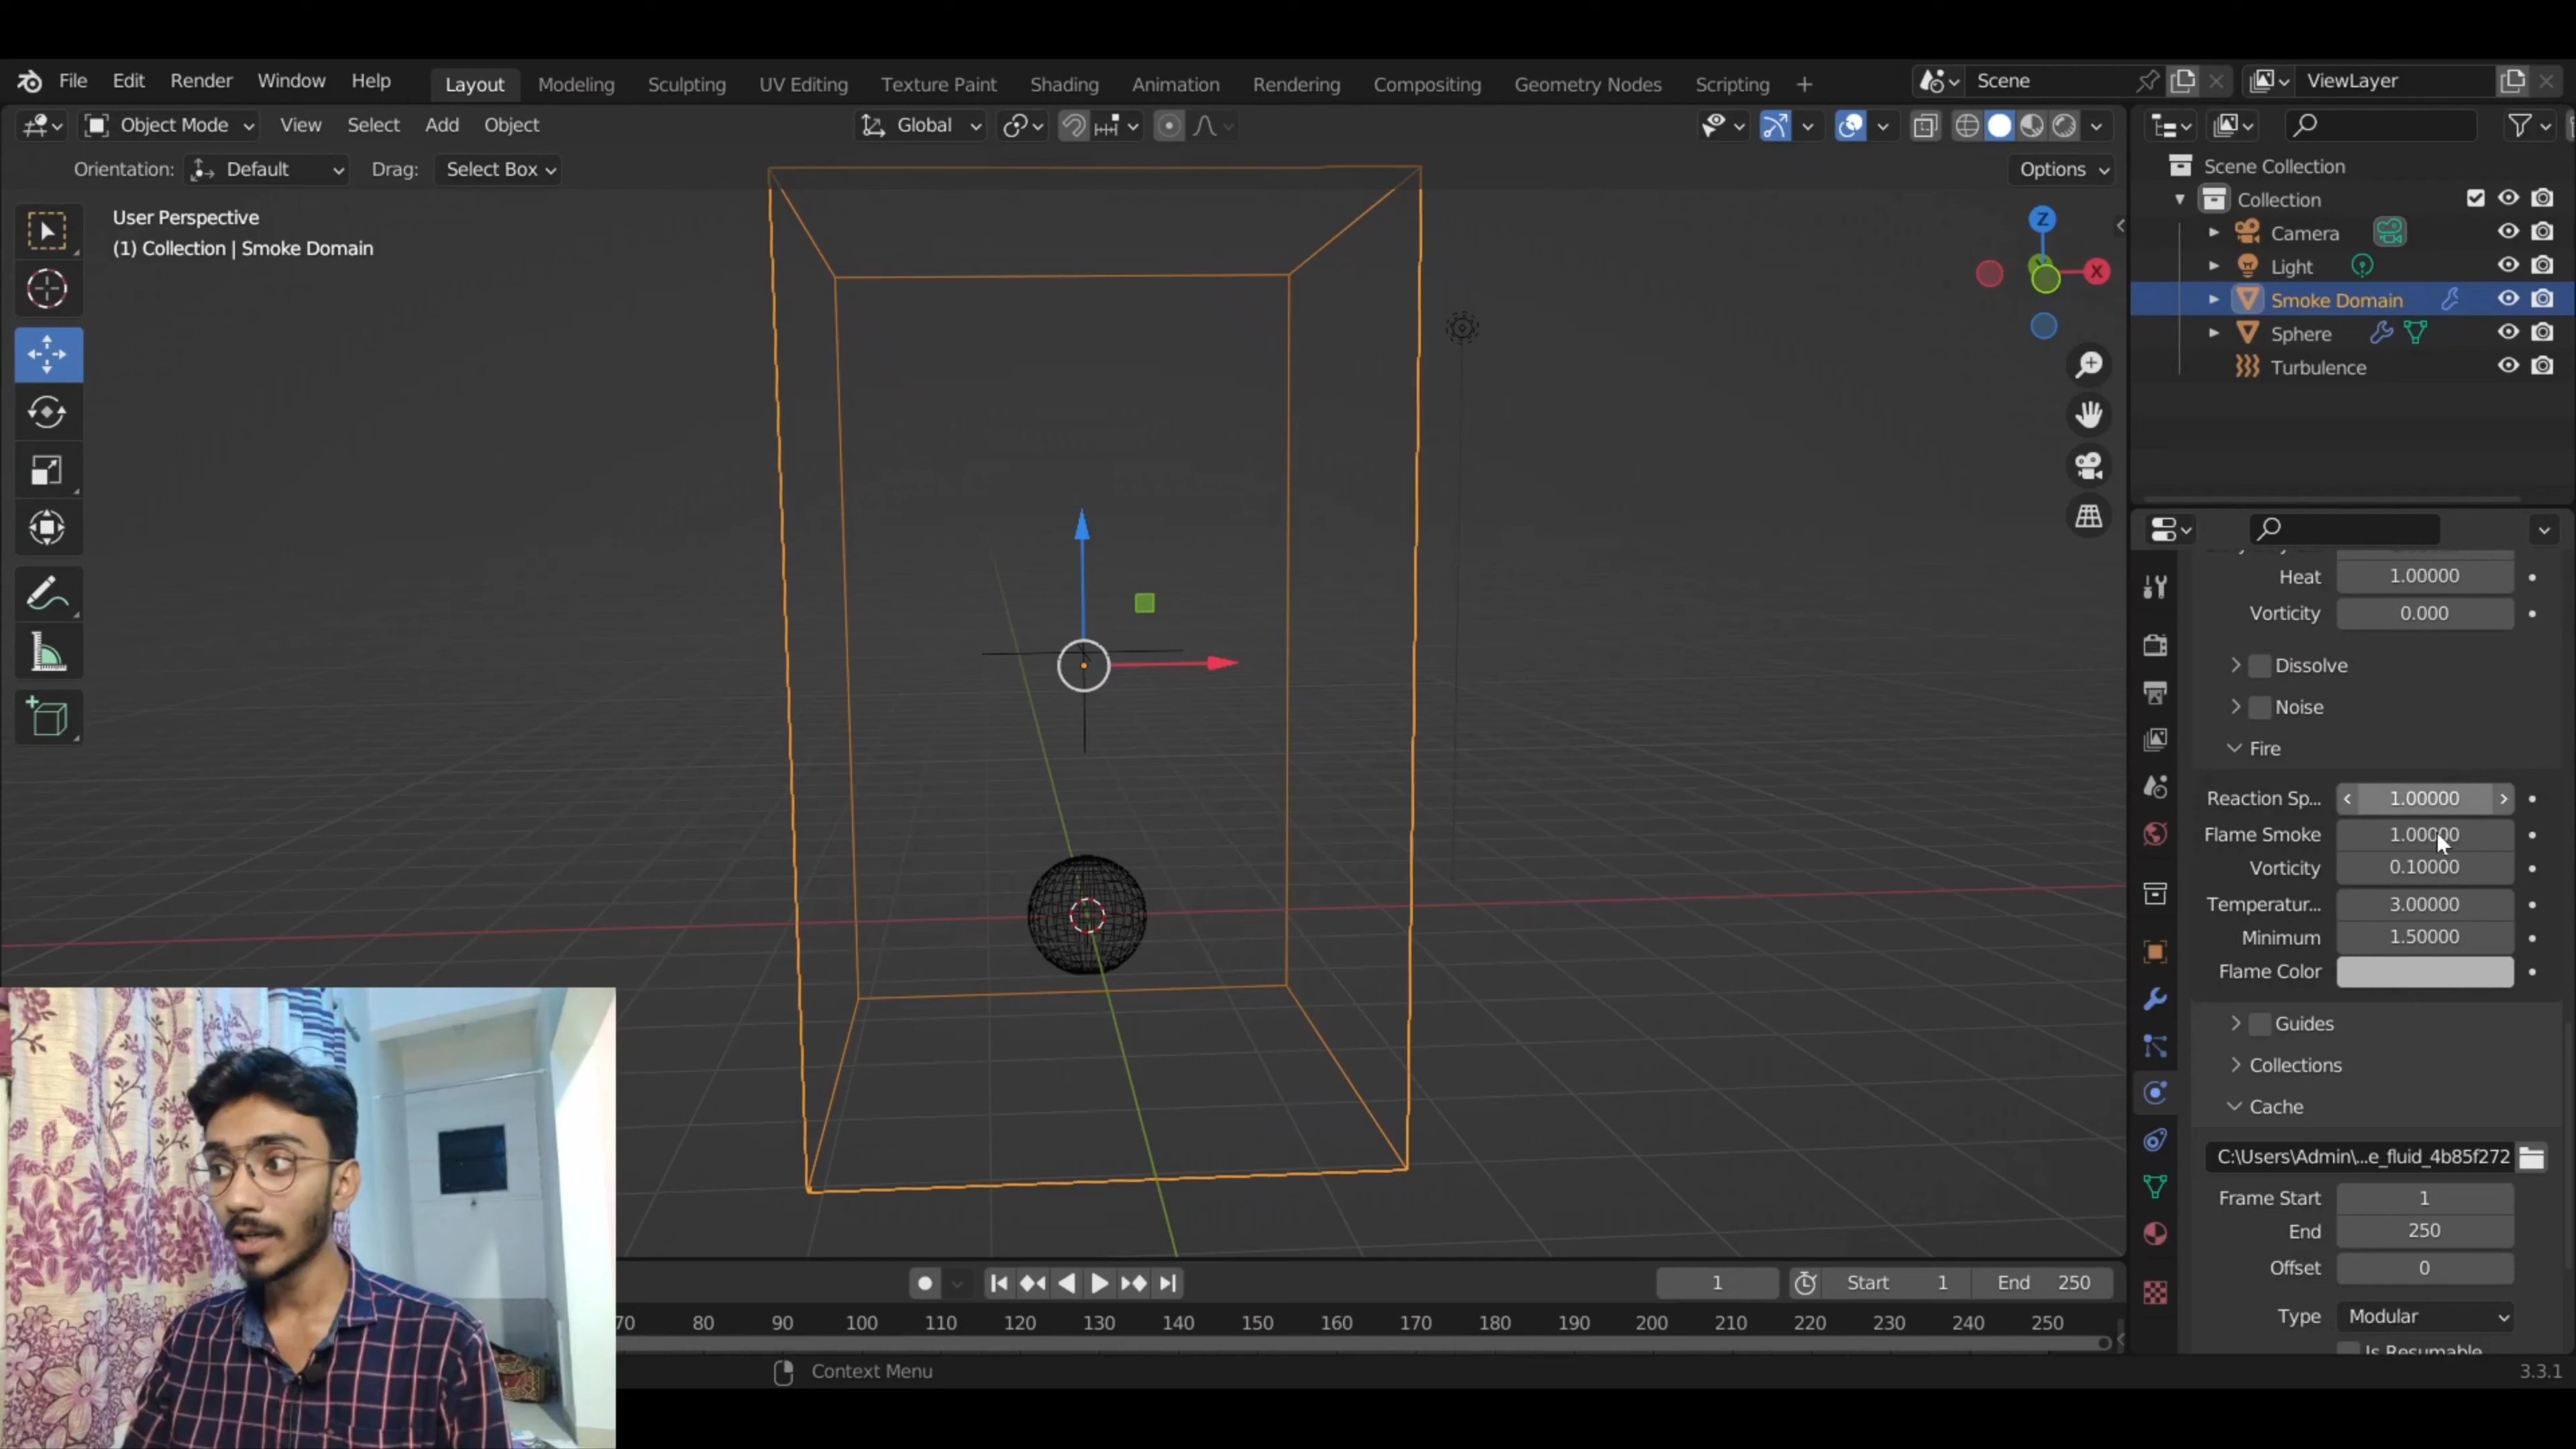 File Edit Render Window Help Layout Modeling Sculpting UV Editing Texture Paint Shading Animation Rendering Compositing Geometry Nodes Scripting + Scene ViewLayer
Object Mode View Select Add Object Global
Orientation: Default Drag: Select Box Options
User Perspective
(1) Collection | Smoke Domain
Z
X
Scene Collection
Collection
Camera
Light
Smoke Domain
Sphere
Turbulence
Heat 1.00000
Vorticity 0.000
Dissolve
Noise
Fire
Reaction Sp... 1.00000
Flame Smoke 1.00000
Vorticity 0.10000
Temperatur... 3.00000
Minimum 1.50000
Flame Color
Guides
Collections
Cache
C:\Users\Admin\...e_fluid_4b85f272
Frame Start 1
End 250
Offset 0
Type Modular
Is Resumable
1 Start 1 End 250
70 80 90 100 110 120 130 140 150 160 170 180 190 200 210 220 230 240 250
Context Menu
3.3.1